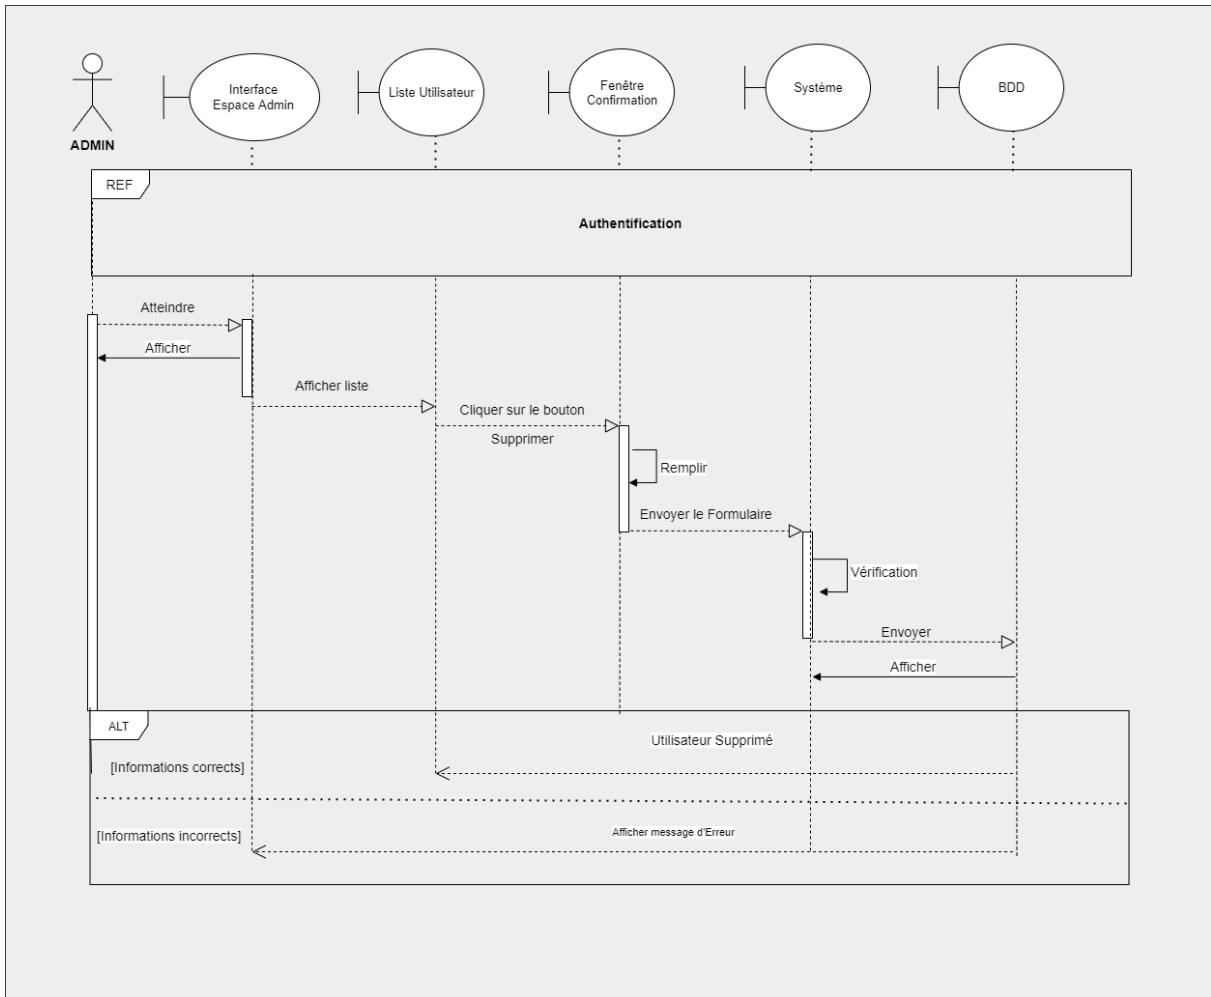 Interface
Espace Admin
Liste Utilisateur
Fenêtre
Confirmation
Système
BDD
ADMIN
REF
Authentification
Atteindre
Afficher
Afficher liste
Cliquer sur le bouton
Supprimer
Remplir
Envoyer le Formulaire
Vérification
Envoyer
Afficher
ALT
Utilisateur Supprimé
[Informations corrects]
Afficher message d'Erreur
[Informations incorrects]